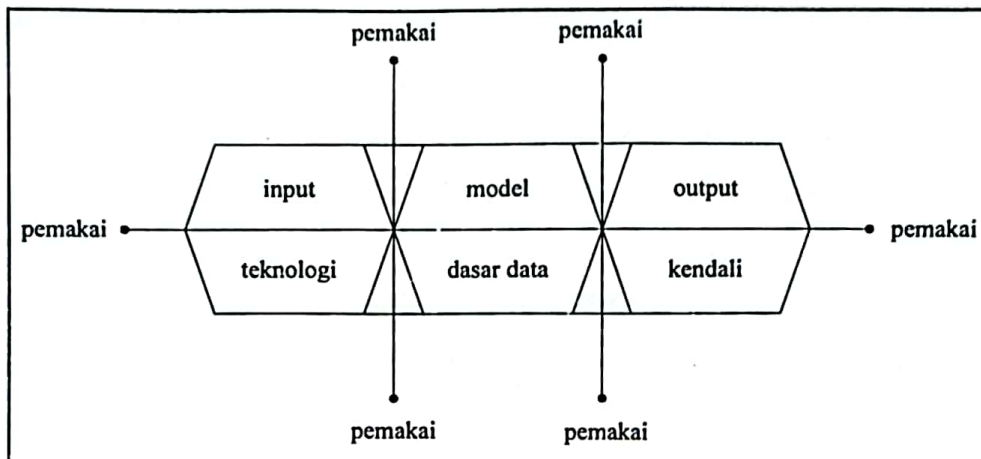 pemakai
pemakai
input
model
output
pemakai
pemakai
teknologi
dasar data
kendali
pemakai
pemakai